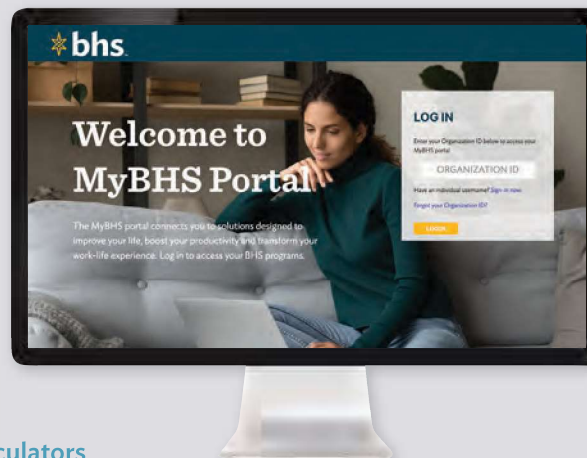 bhs
Welcome to
MyBHS Portal
The MyBHS portal connects you to solutions designed to
improve your life, boost your productivity and transform your
work-life experience. Log in to access your BHS programs.
LOG IN
Enter your Organization ID below to access your
MyBHS portal
ORGANIZATION ID
Have an individual username? Sign in now.
Forgot your Organization ID?
LOGIN
culators